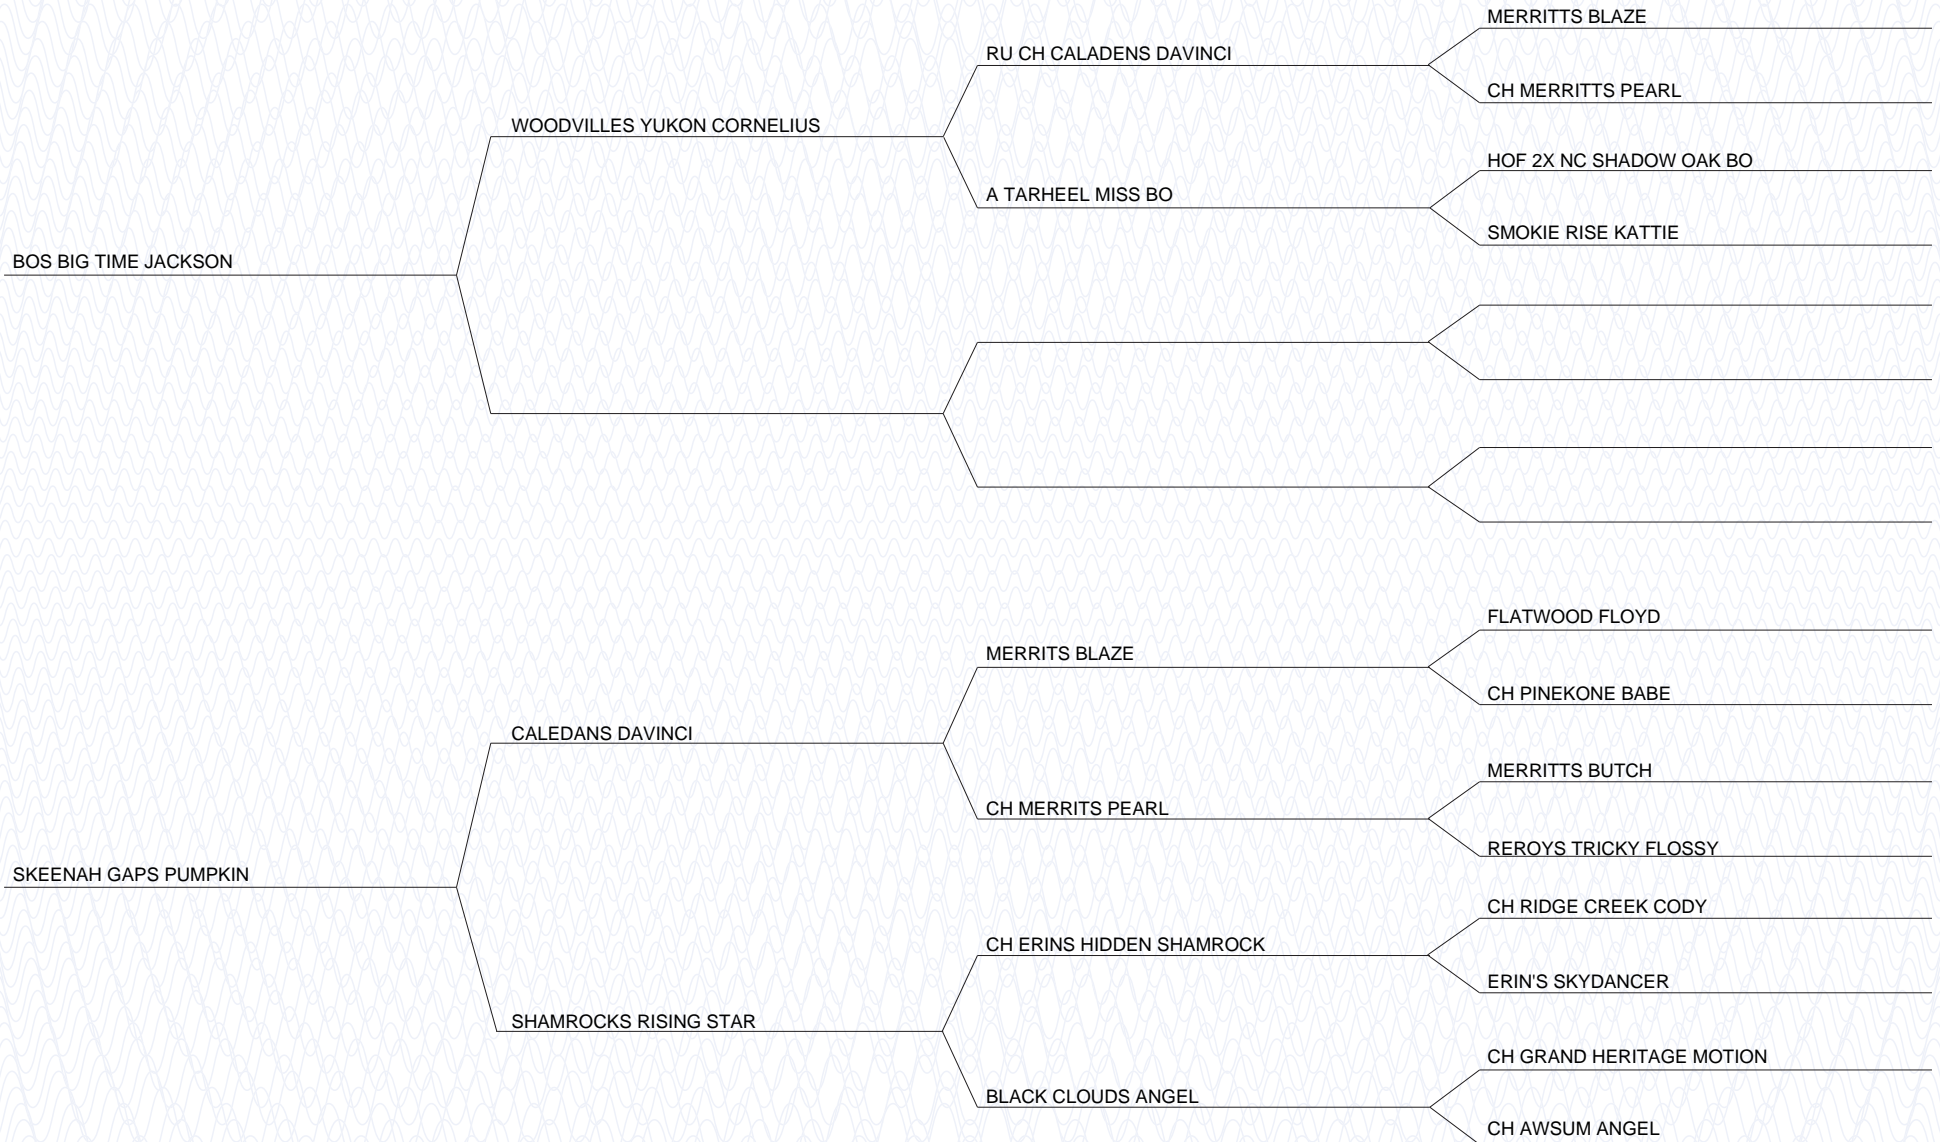 MERRITTS BLAZE
RU CH CALADENS DAVINCI
CH MERRITTS PEARL
WOODVILLES YUKON CORNELIUS
HOF 2X NC SHADOW OAK BO
A TARHEEL MISS BO
SMOKIE RISE KATTIE
BOS BIG TIME JACKSON
FLATWOOD FLOYD
MERRITS BLAZE
CH PINEKONE BABE
CALEDANS DAVINCI
MERRITTS BUTCH
CH MERRITS PEARL
REROYS TRICKY FLOSSY
SKEENAH GAPS PUMPKIN
CH RIDGE CREEK CODY
CH ERINS HIDDEN SHAMROCK
ERIN'S SKYDANCER
SHAMROCKS RISING STAR
CH GRAND HERITAGE MOTION
BLACK CLOUDS ANGEL
CH AWSUM ANGEL